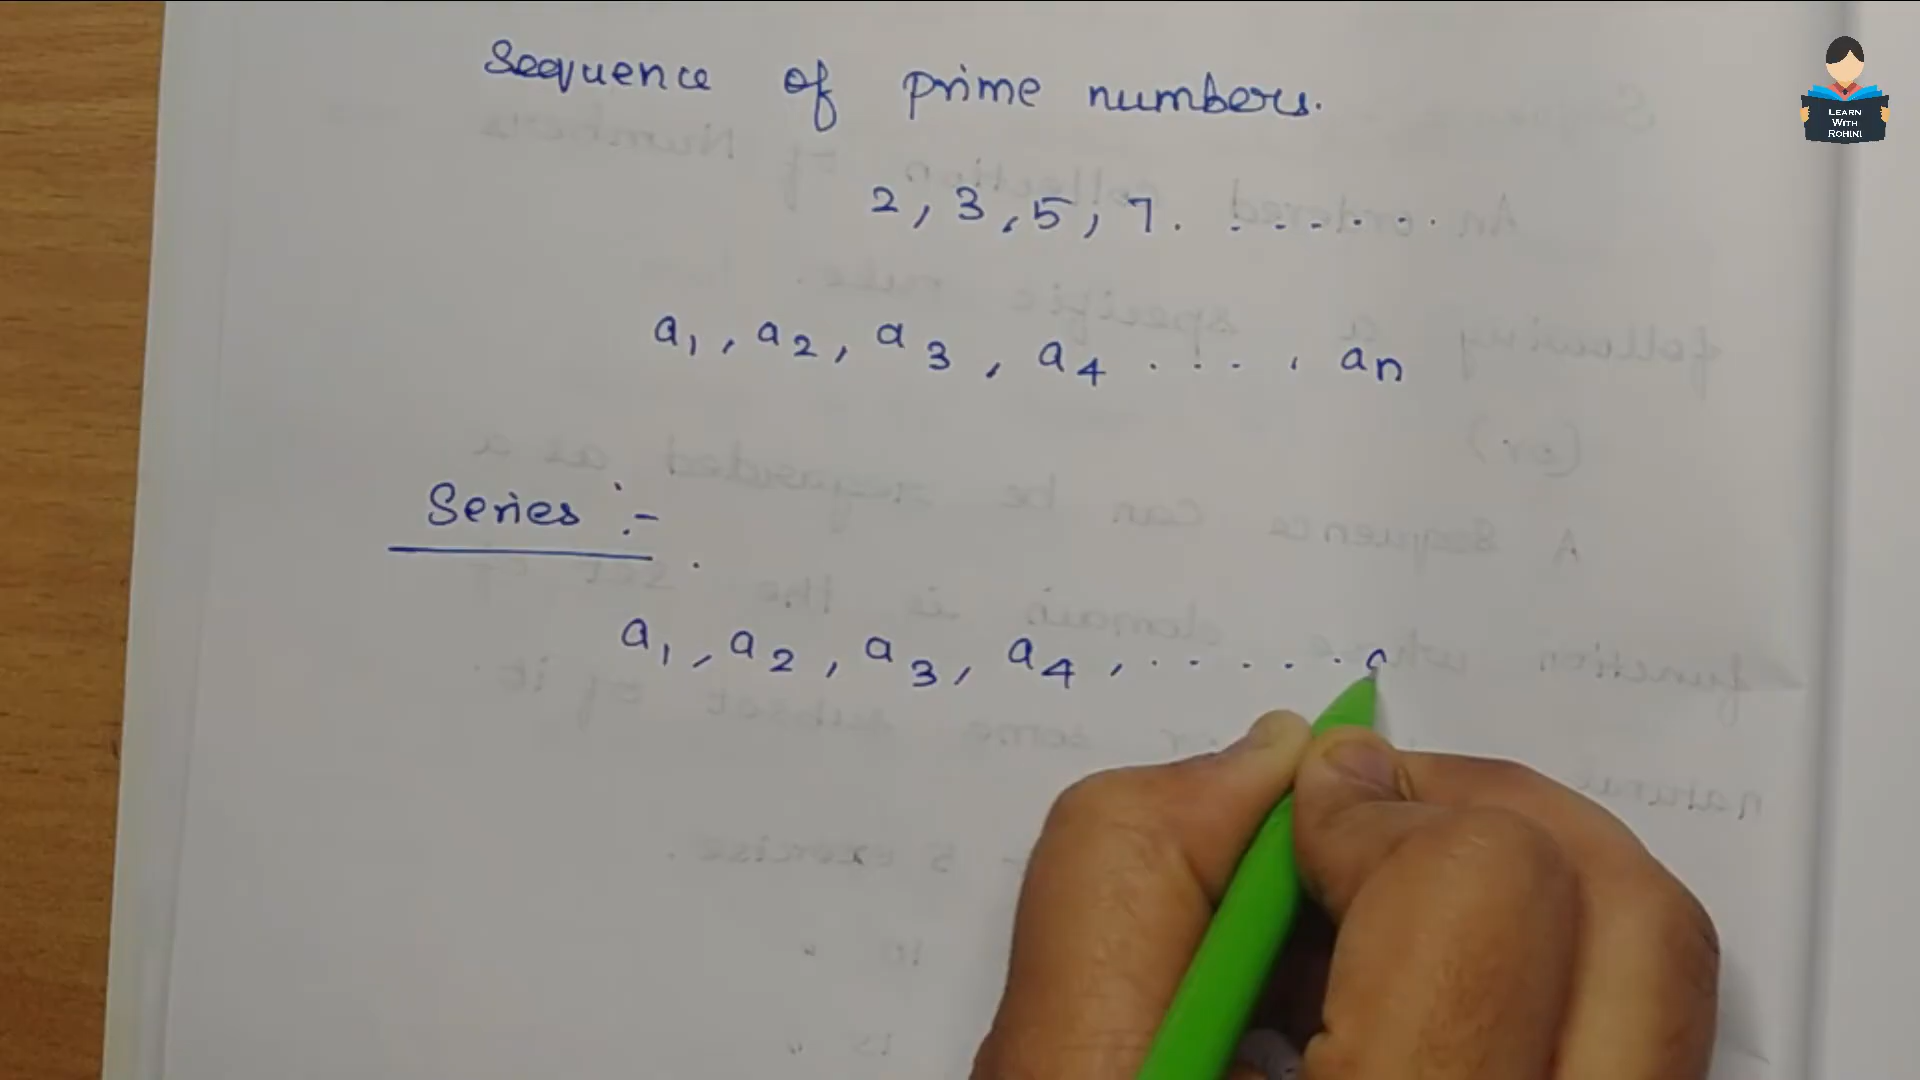 Sequence of prime numbers.
2, 3, 5, 7. . . . . . . .
a1, a2, a3, a4 . . . . . an
Series :-
a1, a2, a3, a4, . . . . . . a
LEARN
WITH
ROHINI